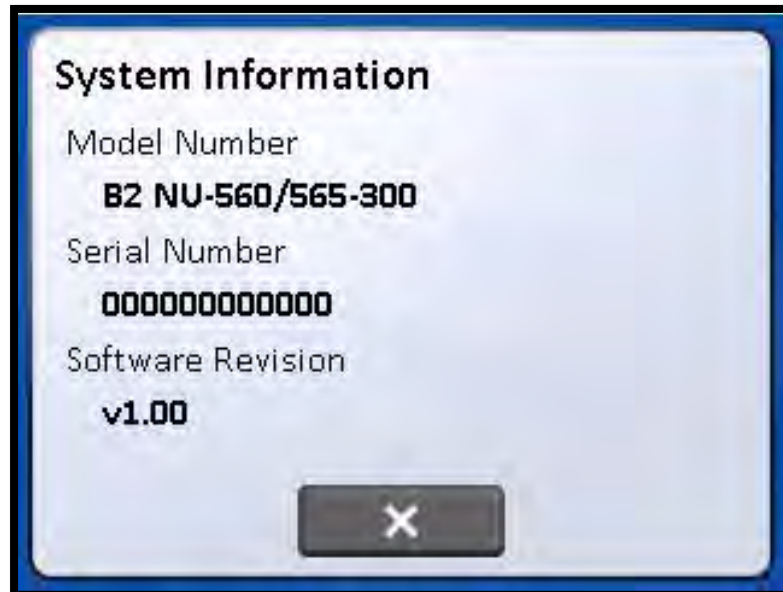 System Information
Model Number
B2 NU-560/565-300
Serial Number
000000000000
Software Revision
v1.00